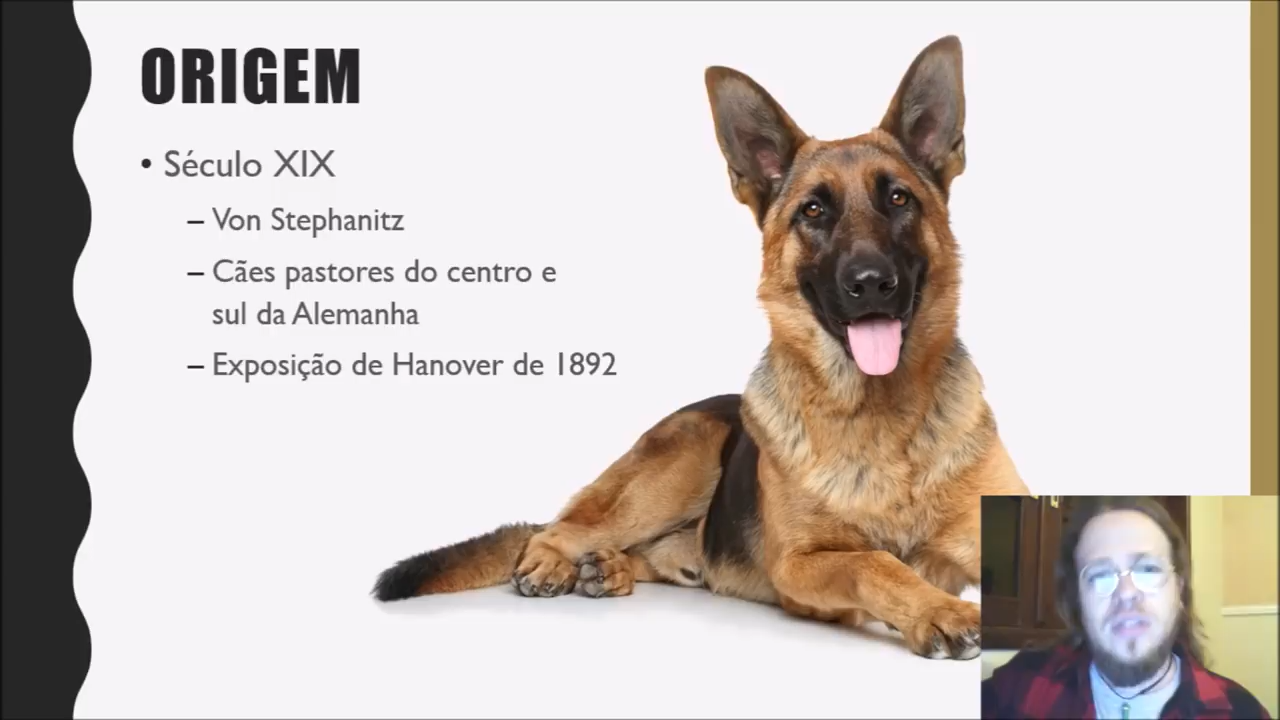 ORIGEM
• Século XIX
– Von Stephanitz
– Cães pastores do centro e
sul da Alemanha
– Exposição de Hanover de 1892